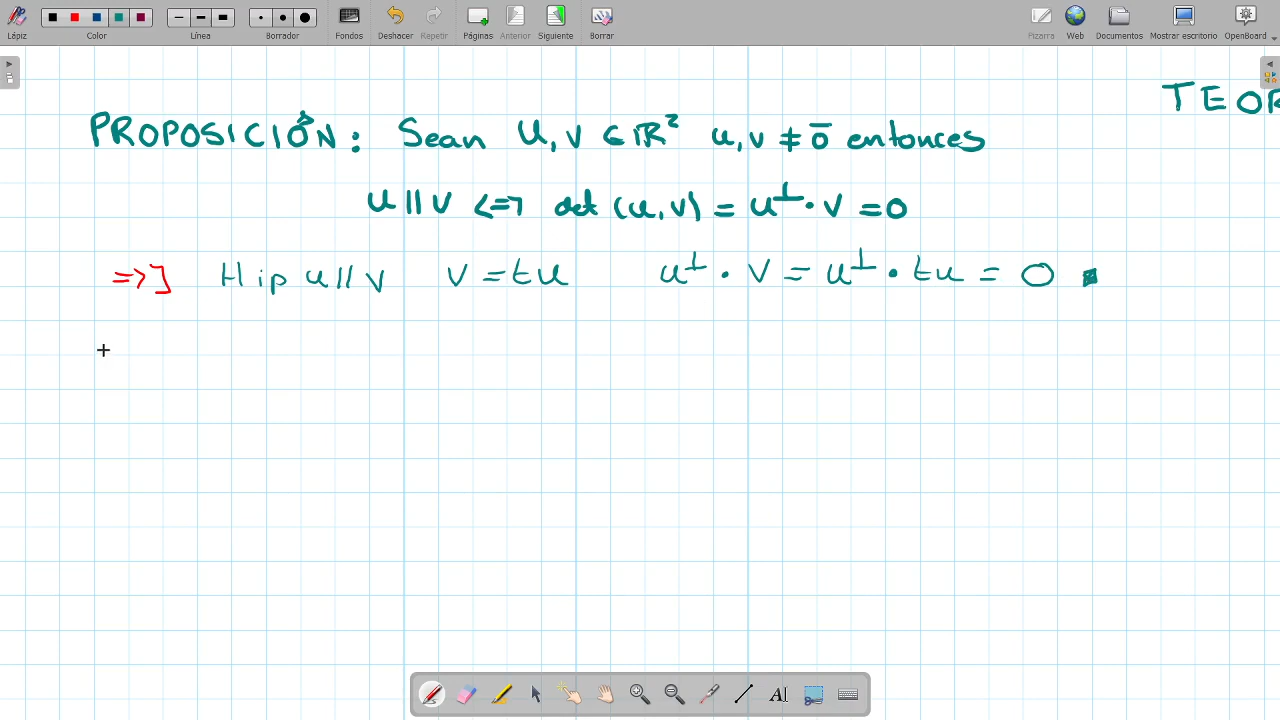 Lápiz Color Línea Borrador Fondos Deshacer Repetir Páginas Anterior Siguiente Borrar Pizarra Web Documentos Mostrar escritorio OpenBoard
TEOR
PROPOSICIÓN: Sean u, v ∈ ℝ² u, v ≠ 0̄ entonces
u // v <=> det (u, v) = u⊥ · v = 0
=>] Hip u // v v = tu u⊥ · v = u⊥ · tu = 0 ■